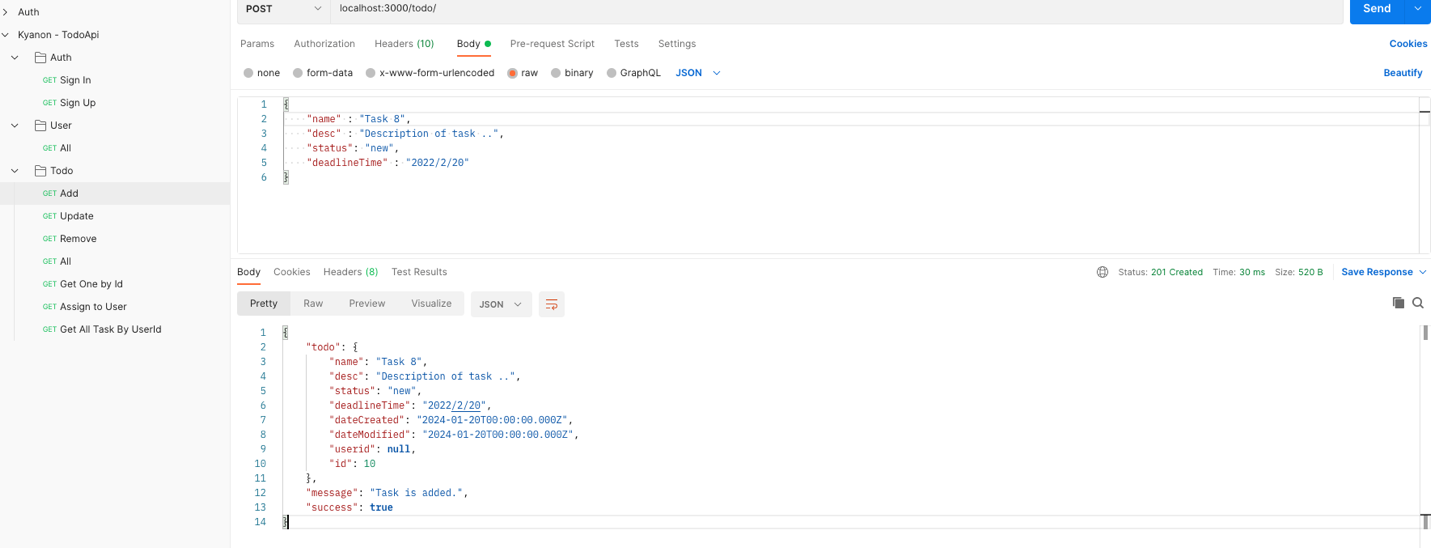 Auth
Kyanon - TodoApi
Auth
GET Sign In
GET Sign Up
User
GET All
Todo
GET Add
GET Update
GET Remove
GET All
GET Get One by Id
GET Assign to User
GET Get All Task By UserId
POST localhost:3000/todo/ Send
Params Authorization Headers (10) Body Pre-request Script Tests Settings Cookies
none form-data x-www-form-urlencoded raw binary GraphQL JSON Beautify
1 {
2 "name" : "Task 8",
3 "desc" : "Description of task ..",
4 "status": "new",
5 "deadlineTime" : "2022/2/20"
6 }
Body Cookies Headers (8) Test Results Status: 201 Created Time: 30 ms Size: 520 B Save Response
Pretty Raw Preview Visualize JSON
1 {
2 "todo": {
3 "name": "Task 8",
4 "desc": "Description of task ..",
5 "status": "new",
6 "deadlineTime": "2022/2/20",
7 "dateCreated": "2024-01-20T00:00:00.000Z",
8 "dateModified": "2024-01-20T00:00:00.000Z",
9 "userid": null,
10 "id": 10
11 },
12 "message": "Task is added.",
13 "success": true
14 }